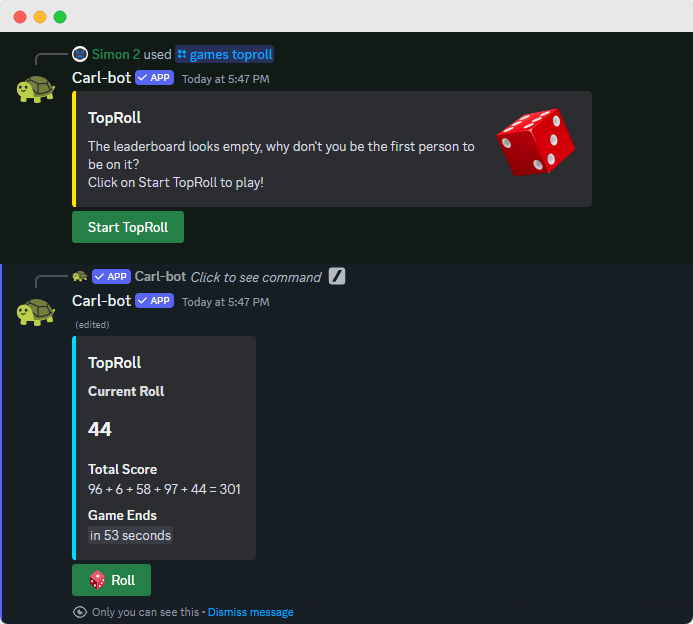 Simon 2 used games toproll
Carl-bot ✓ APP Today at 5:47 PM
TopRoll
The leaderboard looks empty, why don't you be the first person to
be on it?
Click on Start TopRoll to play!
Start TopRoll
✓ APP Carl-bot Click to see command
Carl-bot ✓ APP Today at 5:47 PM
(edited)
TopRoll
Current Roll
44
Total Score
96 + 6 + 58 + 97 + 44 = 301
Game Ends
in 53 seconds
Roll
Only you can see this • Dismiss message